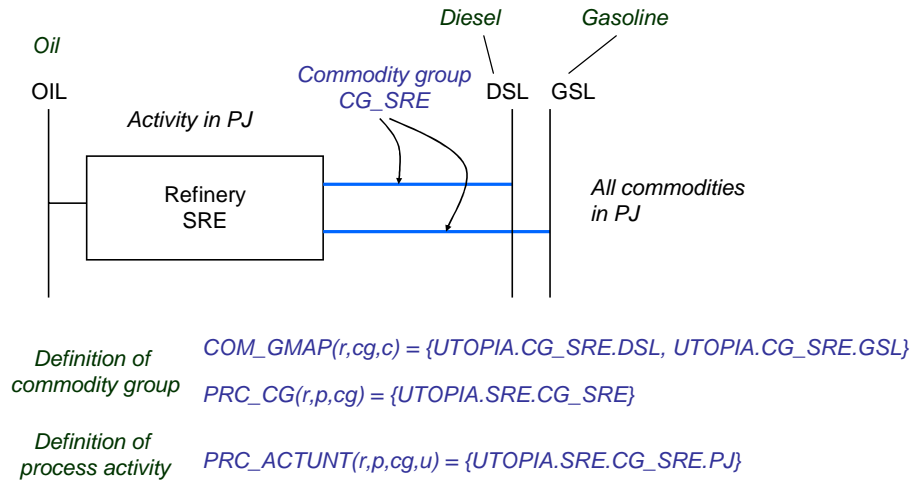 Diesel
Gasoline
Oil
Commodity group
CG_SRE
OIL
DSL
GSL
Activity in PJ
Refinery
SRE
All commodities
in PJ
Definition of
commodity group
COM_GMAP(r,cg,c) = {UTOPIA.CG_SRE.DSL, UTOPIA.CG_SRE.GSL}
PRC_CG(r,p,cg) = {UTOPIA.SRE.CG_SRE}
Definition of
process activity
PRC_ACTUNT(r,p,cg,u) = {UTOPIA.SRE.CG_SRE.PJ}